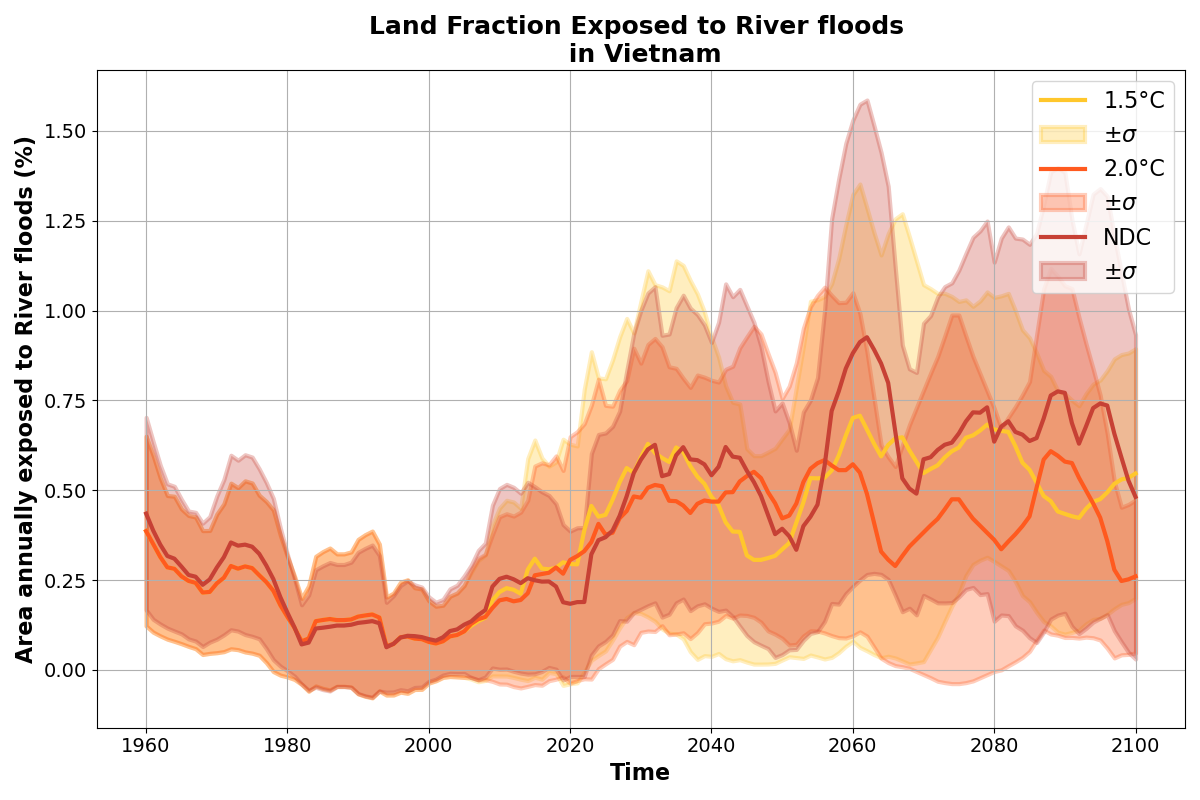 Land Fraction Exposed to River floods
in Vietnam
Area annually exposed to River floods (%)
1.50
1.25
1.00
0.75
0.50
0.25
0.00
1.5°C
±σ
2.0°C
±σ
NDC
±σ
1960
1980
2000
2020
2040
2060
2080
2100
Time